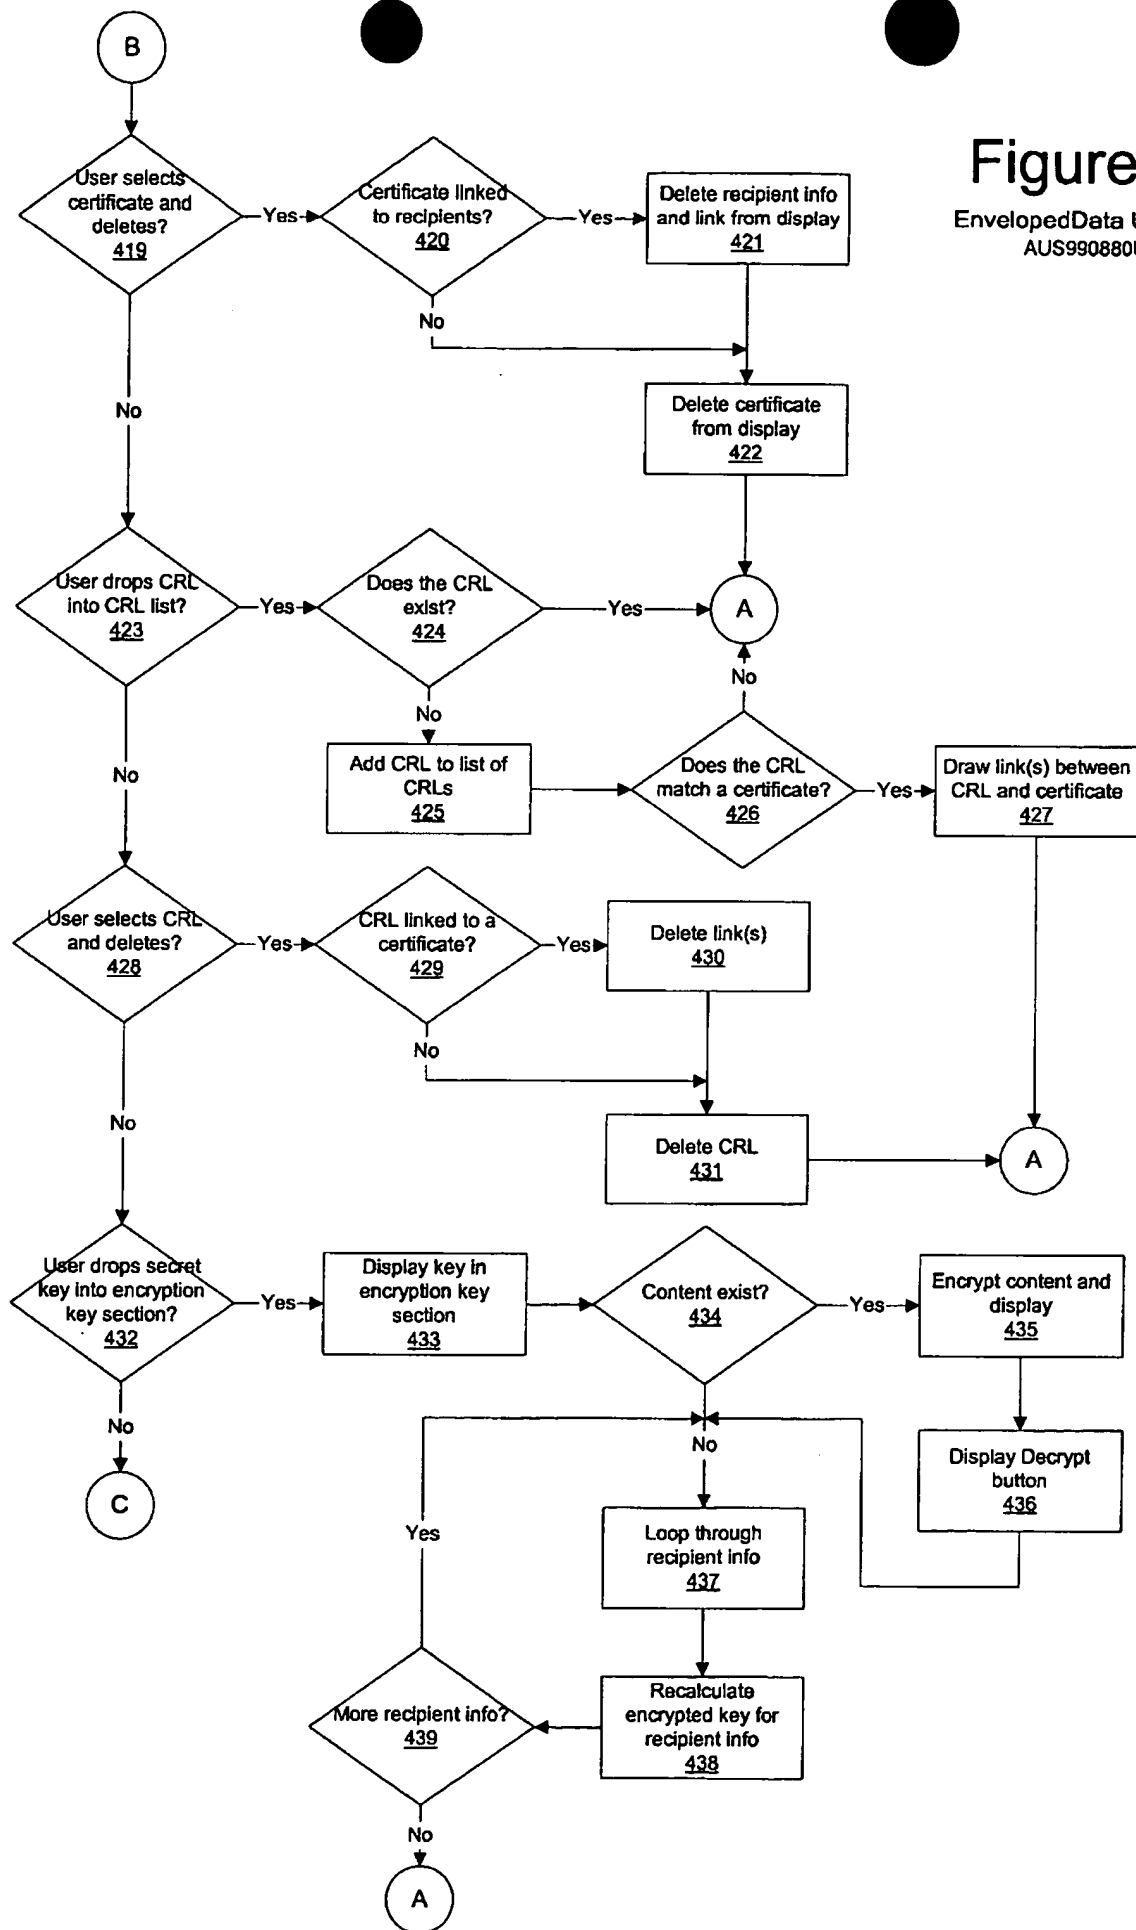 B
Figure
EnvelopedData
AUS990880
User selects
certificate and
deletes?
419
Yes
Certificate linked
to recipients?
420
Yes
Delete recipient info
and link from display
421
No
No
Delete certificate
from display
422
User drops CRL
into CRL list?
423
Yes
Does the CRL
exist?
424
Yes
A
No
No
Add CRL to list of
CRLs
425
Does the CRL
match a certificate?
426
Yes
Draw link(s) between
CRL and certificate
427
No
User selects CRL
and deletes?
428
Yes
CRL linked to a
certificate?
429
Yes
Delete link(s)
430
No
No
Delete CRL
431
A
User drops secret
key into encryption
key section?
432
Yes
Display key in
encryption key
section
433
Content exist?
434
Yes
Encrypt content and
display
435
No
No
C
Display Decrypt
button
436
Yes
Loop through
recipient info
437
More recipient info?
439
Recalculate
encrypted key for
recipient info
438
No
A